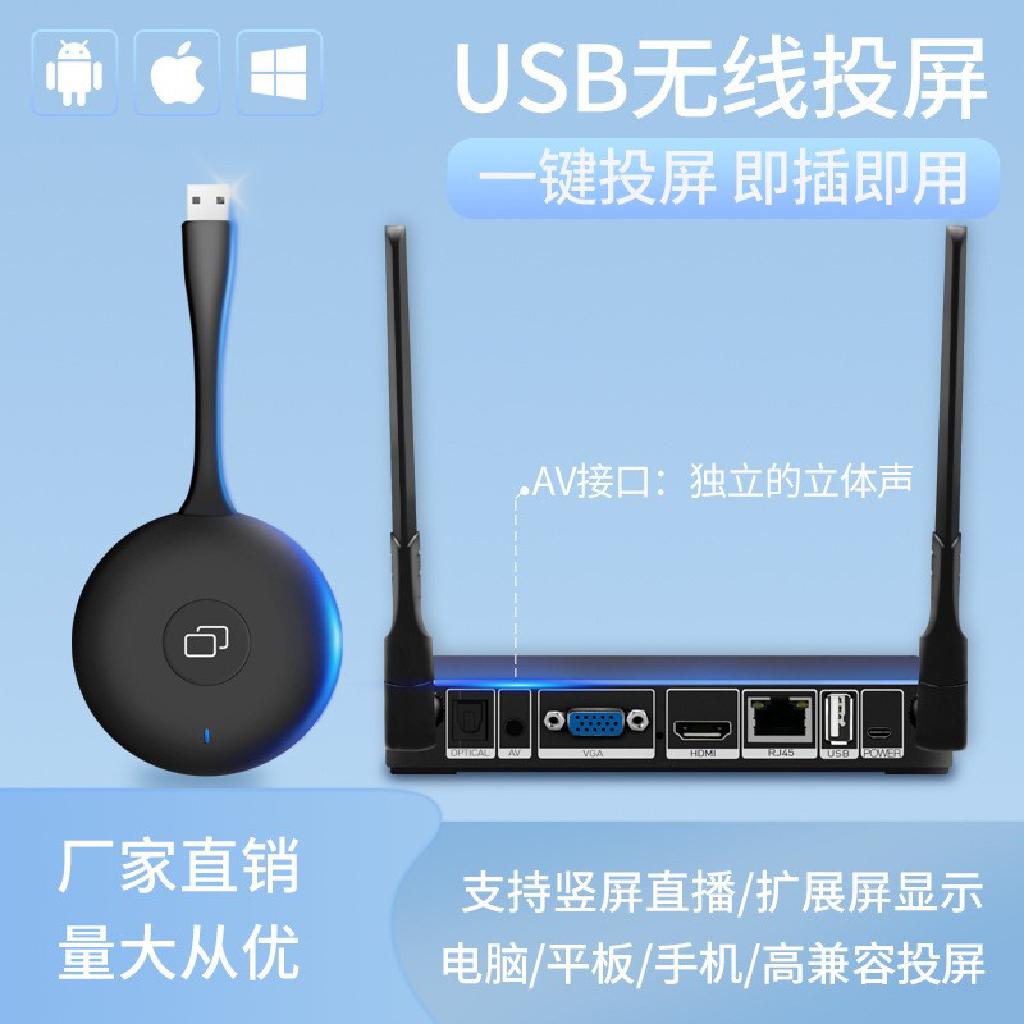 USB无线投屏
一键投屏 即插即用
AV接口：独立的立体声
OPTICAL AV VGA HDMI RJ45 USB POWER
厂家直销
量大从优
支持竖屏直播/扩展屏显示
电脑/平板/手机/高兼容投屏